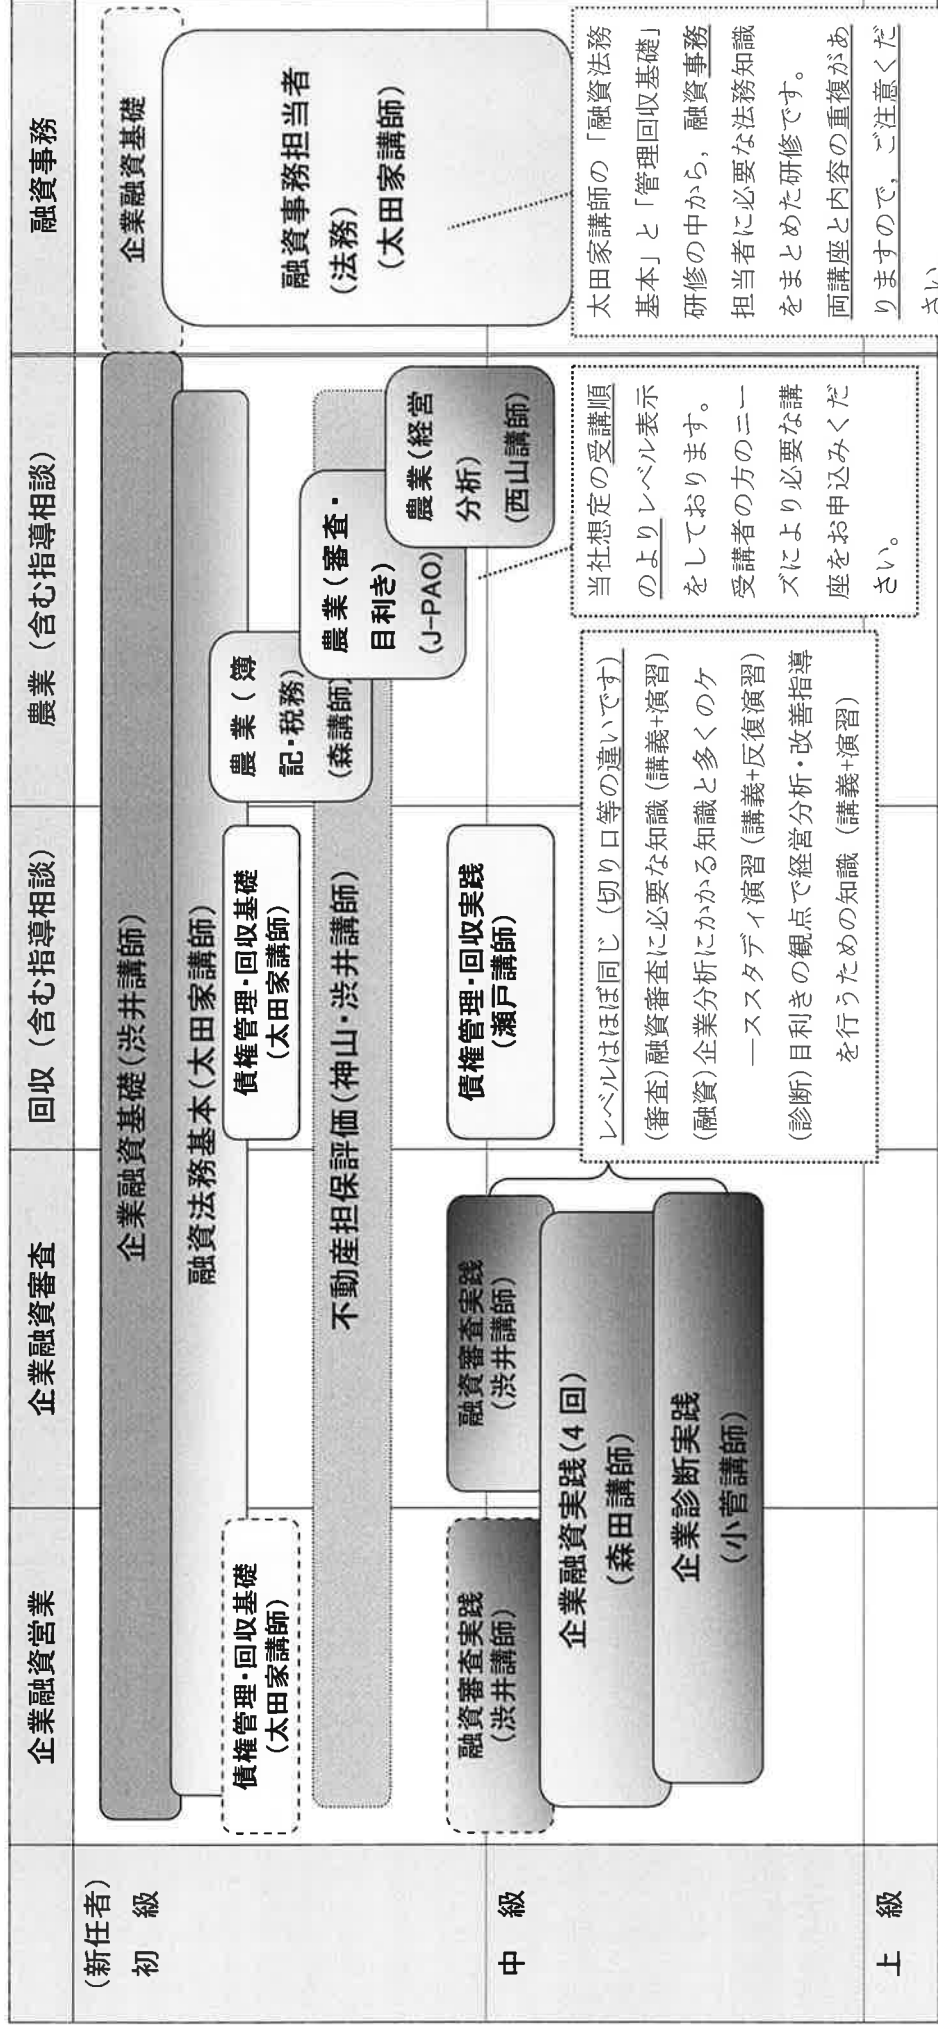 企業融資営業
企業融資審査
回収（含む指導相談）
農業（含む指導相談）
融資事務
（新任者）
初　級
中　級
上　級
企業融資基礎（渋井講師）
企業融資基礎
融資法務基本（太田家講師）
債権管理・回収基礎
（太田家講師）
債権管理・回収基礎
（太田家講師）
農業（簿
記・税務）
（森講師）
不動産担保評価（神山・渋井講師）
農業（審査・
目利き）
（J-PAO）
農業（経営
分析）
（西山講師）
融資事務担当者
（法務）
（太田家講師）
融資審査実践
（渋井講師）
融資審査実践
（渋井講師）
債権管理・回収実践
（瀬戸講師）
企業融資実践（4回）
（森田講師）
企業診断実践
（小菅講師）
レベルはほぼ同じ（切り口等の違いです）
（審査）融資審査に必要な知識（講義+演習）
（融資）企業分析にかかる知識と多くのケ
ーススタディ演習（講義+反復演習）
（診断）目利きの観点で経営分析・改善指導
を行うための知識（講義+演習）
当社想定の受講順
のよりレベル表示
をしております。
受講者の方のニー
ズにより必要な講
座をお申込みくだ
さい。
太田家講師の「融資法務
基本」と「管理回収基礎」
研修の中から，融資事務
担当者に必要な法務知識
をまとめた研修です。
両講座と内容の重複があ
りますので，ご注意くだ
さい